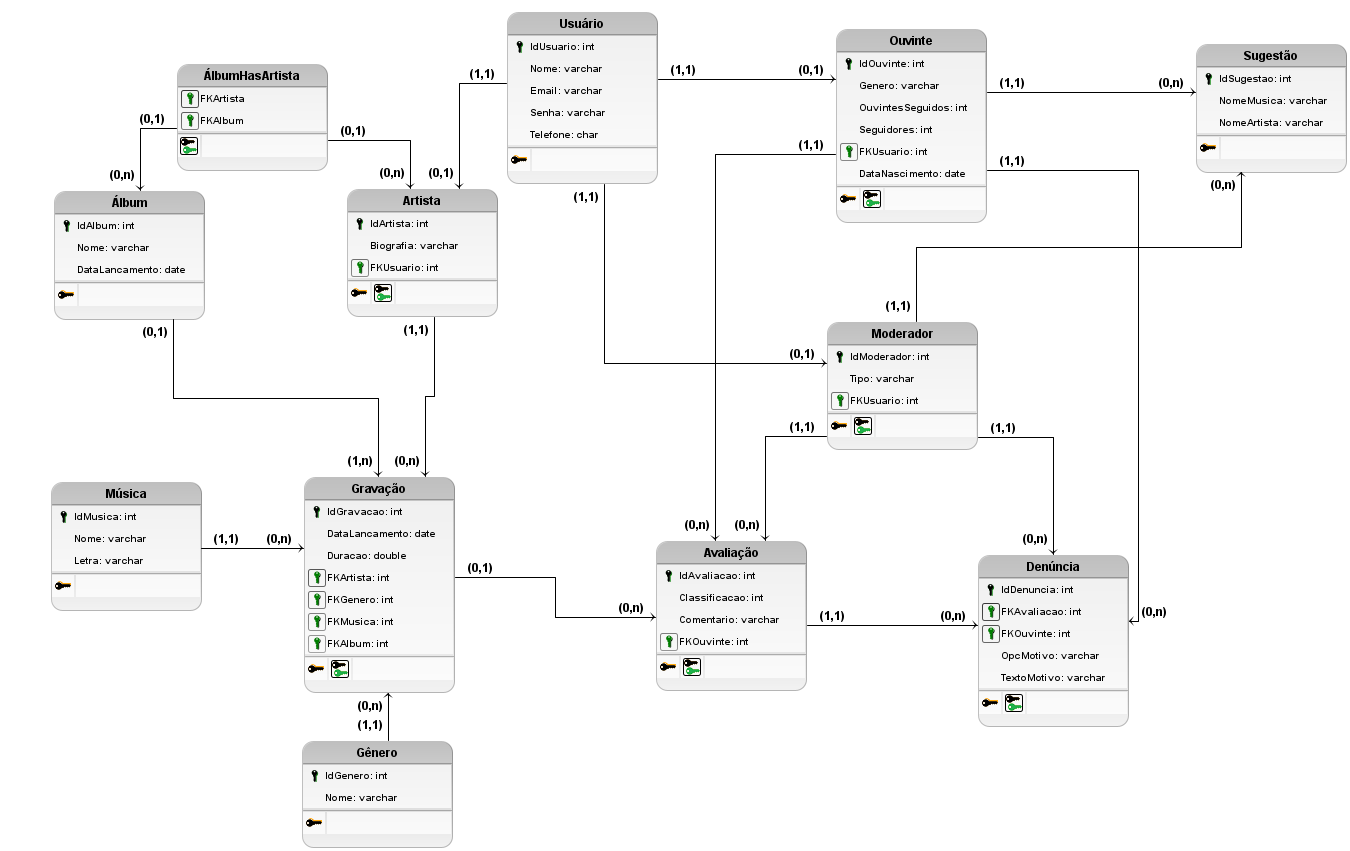 Usuário
IdUsuario: int
Nome: varchar
Email: varchar
Senha: varchar
Telefone: char
Ouvinte
IdOuvinte: int
Genero: varchar
OuvintesSeguidos: int
Seguidores: int
FKUsuario: int
DataNascimento: date
Sugestão
IdSugestao: int
NomeMusica: varchar
NomeArtista: varchar
ÁlbumHasArtista
FKArtista
FKAlbum
(1,1)
(1,1)
(0,1)
(1,1)
(0,n)
(0,1)
(0,1)
(0,n)
(0,n)
(0,1)
(1,1)
(1,1)
(1,1)
(0,n)
Álbum
IdAlbum: int
Nome: varchar
DataLancamento: date
Artista
IdArtista: int
Biografia: varchar
FKUsuario: int
(0,1)
(1,1)
(0,1)
(1,1)
Moderador
IdModerador: int
Tipo: varchar
FKUsuario: int
(1,1)
(1,1)
(1,n)
(0,n)
Música
IdMusica: int
Nome: varchar
Letra: varchar
(1,1)
(0,n)
Gravação
IdGravacao: int
DataLancamento: date
Duracao: double
FKArtista: int
FKGenero: int
FKMusica: int
FKAlbum: int
(0,1)
(0,n)
(0,n)
(0,n)
(0,n)
Avaliação
IdAvaliacao: int
Classificacao: int
Comentario: varchar
FKOuvinte: int
(1,1)
(0,n)
Denúncia
IdDenuncia: int
FKAvaliacao: int
FKOuvinte: int
OpcMotivo: varchar
TextoMotivo: varchar
(0,n)
(0,n)
(1,1)
Gênero
IdGenero: int
Nome: varchar